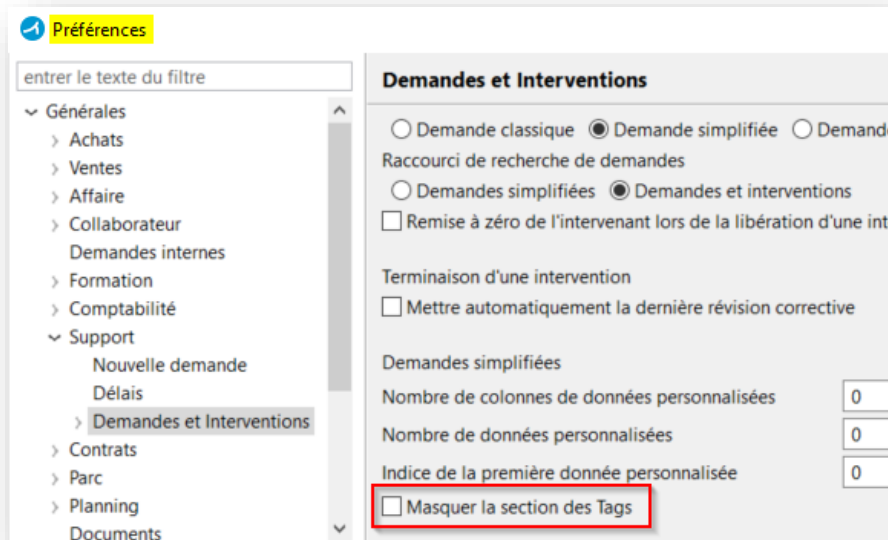 Préférences
entrer le texte du filtre
Générales
Achats
Ventes
Affaire
Collaborateur
Demandes internes
Formation
Comptabilité
Support
Nouvelle demande
Délais
Demandes et Interventions
Contrats
Parc
Planning
Documents
Demandes et Interventions
Demande classique Demande simplifiée
Raccourci de recherche de demandes
Demandes simplifiées Demandes et interventions
Remise à zéro de l'intervenant lors de la libération d'une
Terminaison d'une intervention
Mettre automatiquement la dernière révision corrective
Demandes simplifiées
Nombre de colonnes de données personnalisées 0
Nombre de données personnalisées 0
Indice de la première donnée personnalisée 0
Masquer la section des Tags